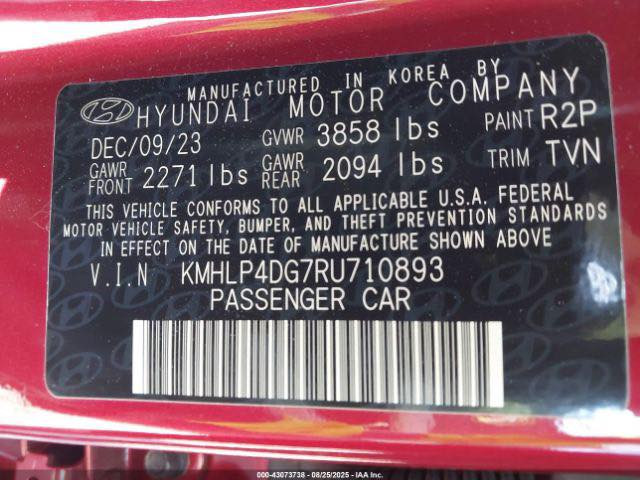 MANUFACTURED IN KOREA BY
HYUNDAI MOTOR COMPANY
DEC/09/23 GVWR 3858 lbs PAINT R2P
GAWR FRONT 2271 lbs GAWR REAR 2094 lbs TRIM TVN
THIS VEHICLE CONFORMS TO ALL APPLICABLE U.S.A. FEDERAL
MOTOR VEHICLE SAFETY, BUMPER, AND THEFT PREVENTION STANDARDS
IN EFFECT ON THE DATE OF MANUFACTURE SHOWN ABOVE.
V.I.N KMHLP4DG7RU710893
PASSENGER CAR
000-43073738 - 08/25/2025 - IAA Inc.